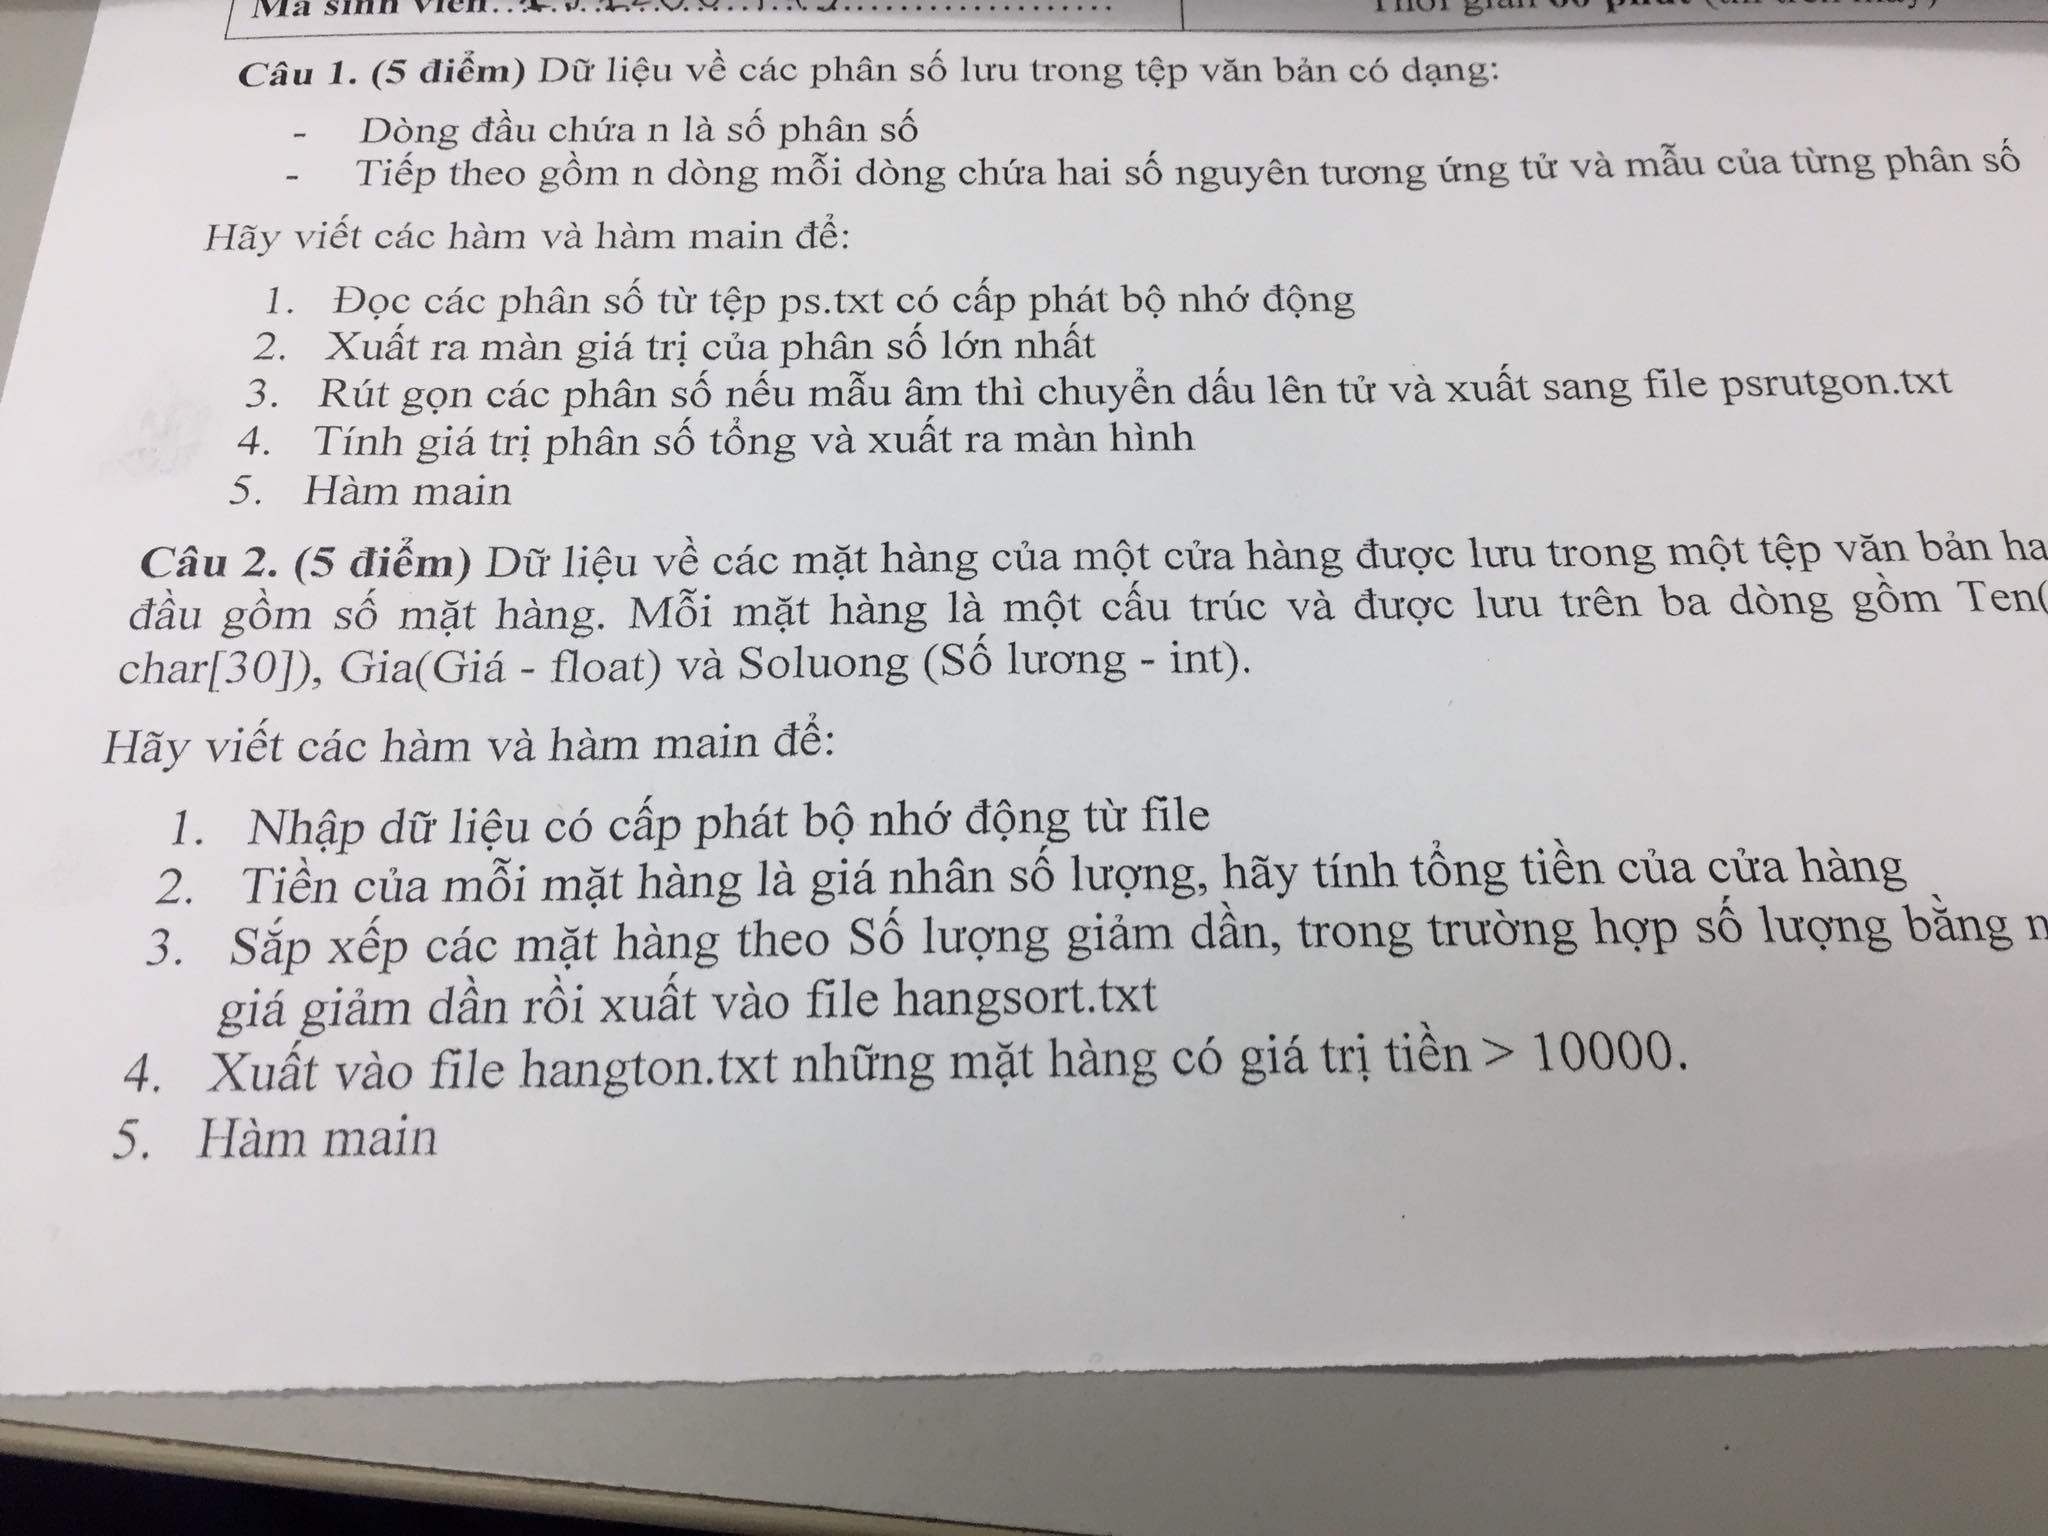 Mã sinh viên
Thời gian 60 phút (thi trên máy)
Câu 1. (5 điểm) Dữ liệu về các phân số lưu trong tệp văn bản có dạng:
- Dòng đầu chứa n là số phân số
- Tiếp theo gồm n dòng mỗi dòng chứa hai số nguyên tương ứng tử và mẫu của từng phân số
Hãy viết các hàm và hàm main để:
1. Đọc các phân số từ tệp ps.txt có cấp phát bộ nhớ động
2. Xuất ra màn giá trị của phân số lớn nhất
3. Rút gọn các phân số nếu mẫu âm thì chuyển dấu lên tử và xuất sang file psrutgon.txt
4. Tính giá trị phân số tổng và xuất ra màn hình
5. Hàm main
Câu 2. (5 điểm) Dữ liệu về các mặt hàng của một cửa hàng được lưu trong một tệp văn bản ha
đầu gồm số mặt hàng. Mỗi mặt hàng là một cấu trúc và được lưu trên ba dòng gồm Ten(
char[30]), Gia(Giá - float) và Soluong (Số lương - int).
Hãy viết các hàm và hàm main để:
1. Nhập dữ liệu có cấp phát bộ nhớ động từ file
2. Tiền của mỗi mặt hàng là giá nhân số lượng, hãy tính tổng tiền của cửa hàng
3. Sắp xếp các mặt hàng theo Số lượng giảm dần, trong trường hợp số lượng bằng n
giá giảm dần rồi xuất vào file hangsort.txt
4. Xuất vào file hangton.txt những mặt hàng có giá trị tiền > 10000.
5. Hàm main